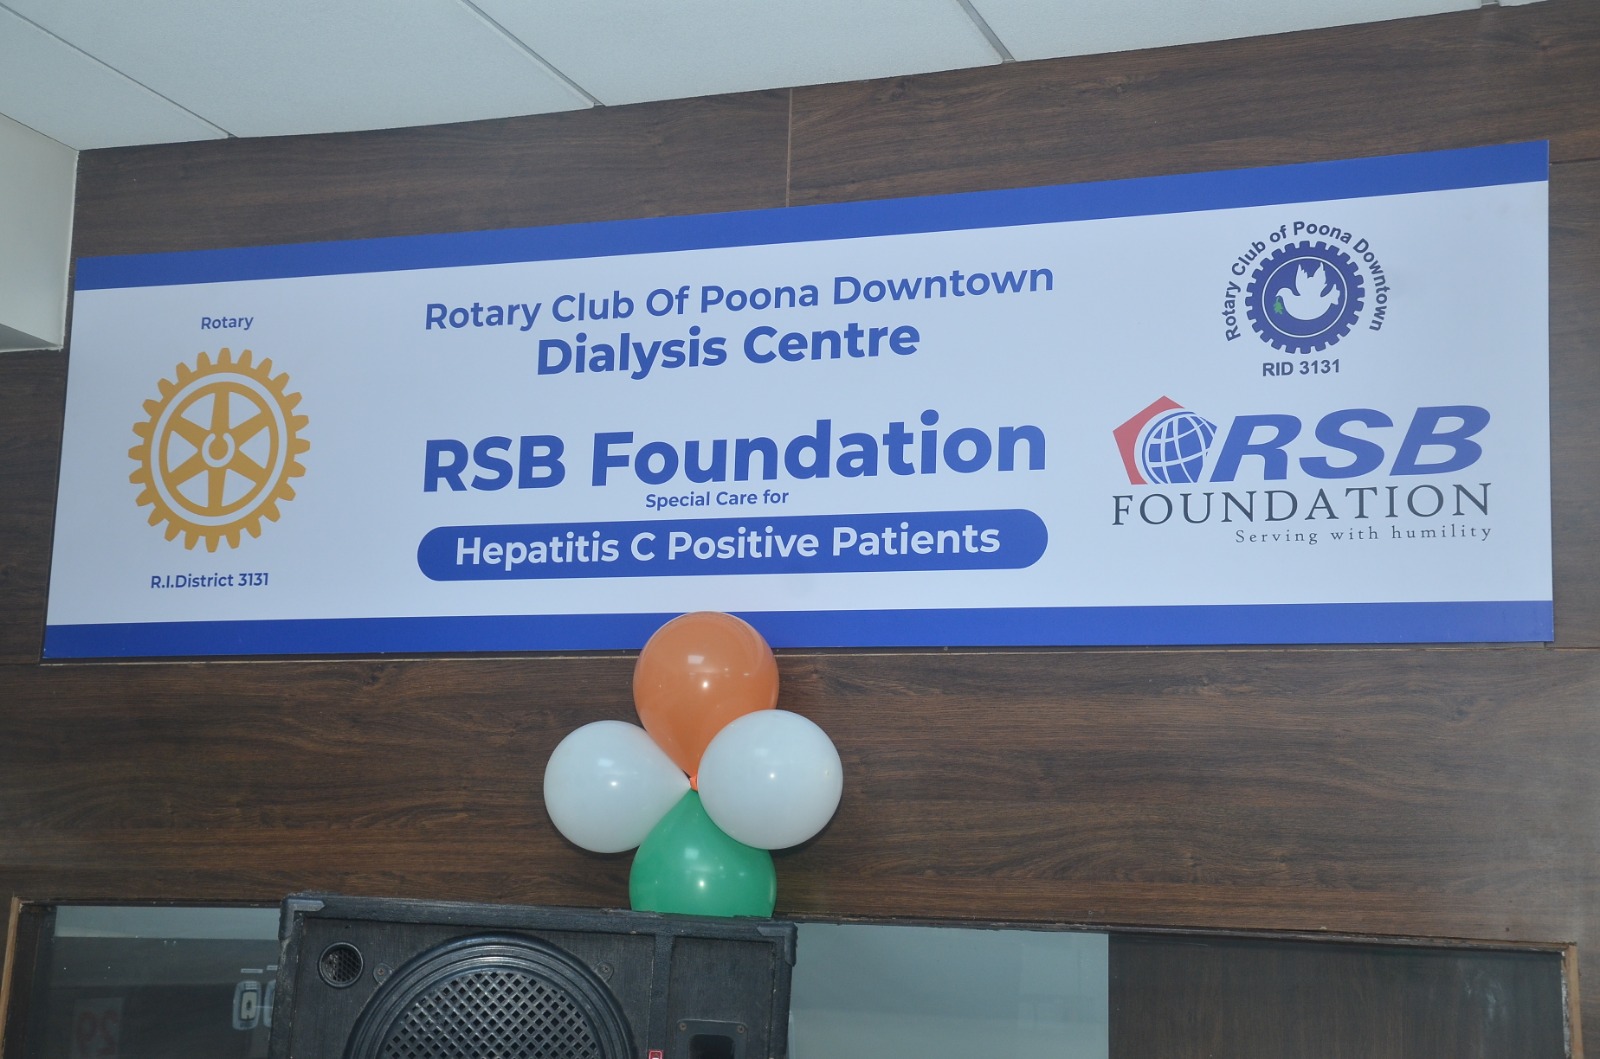 Rotary
R.I.District 3131
Rotary Club Of Poona Downtown
Dialysis Centre
RSB Foundation
Special Care for
Hepatitis C Positive Patients
Rotary Club of Poona Downtown
RID 3131
RSB
FOUNDATION
Serving with humility
29